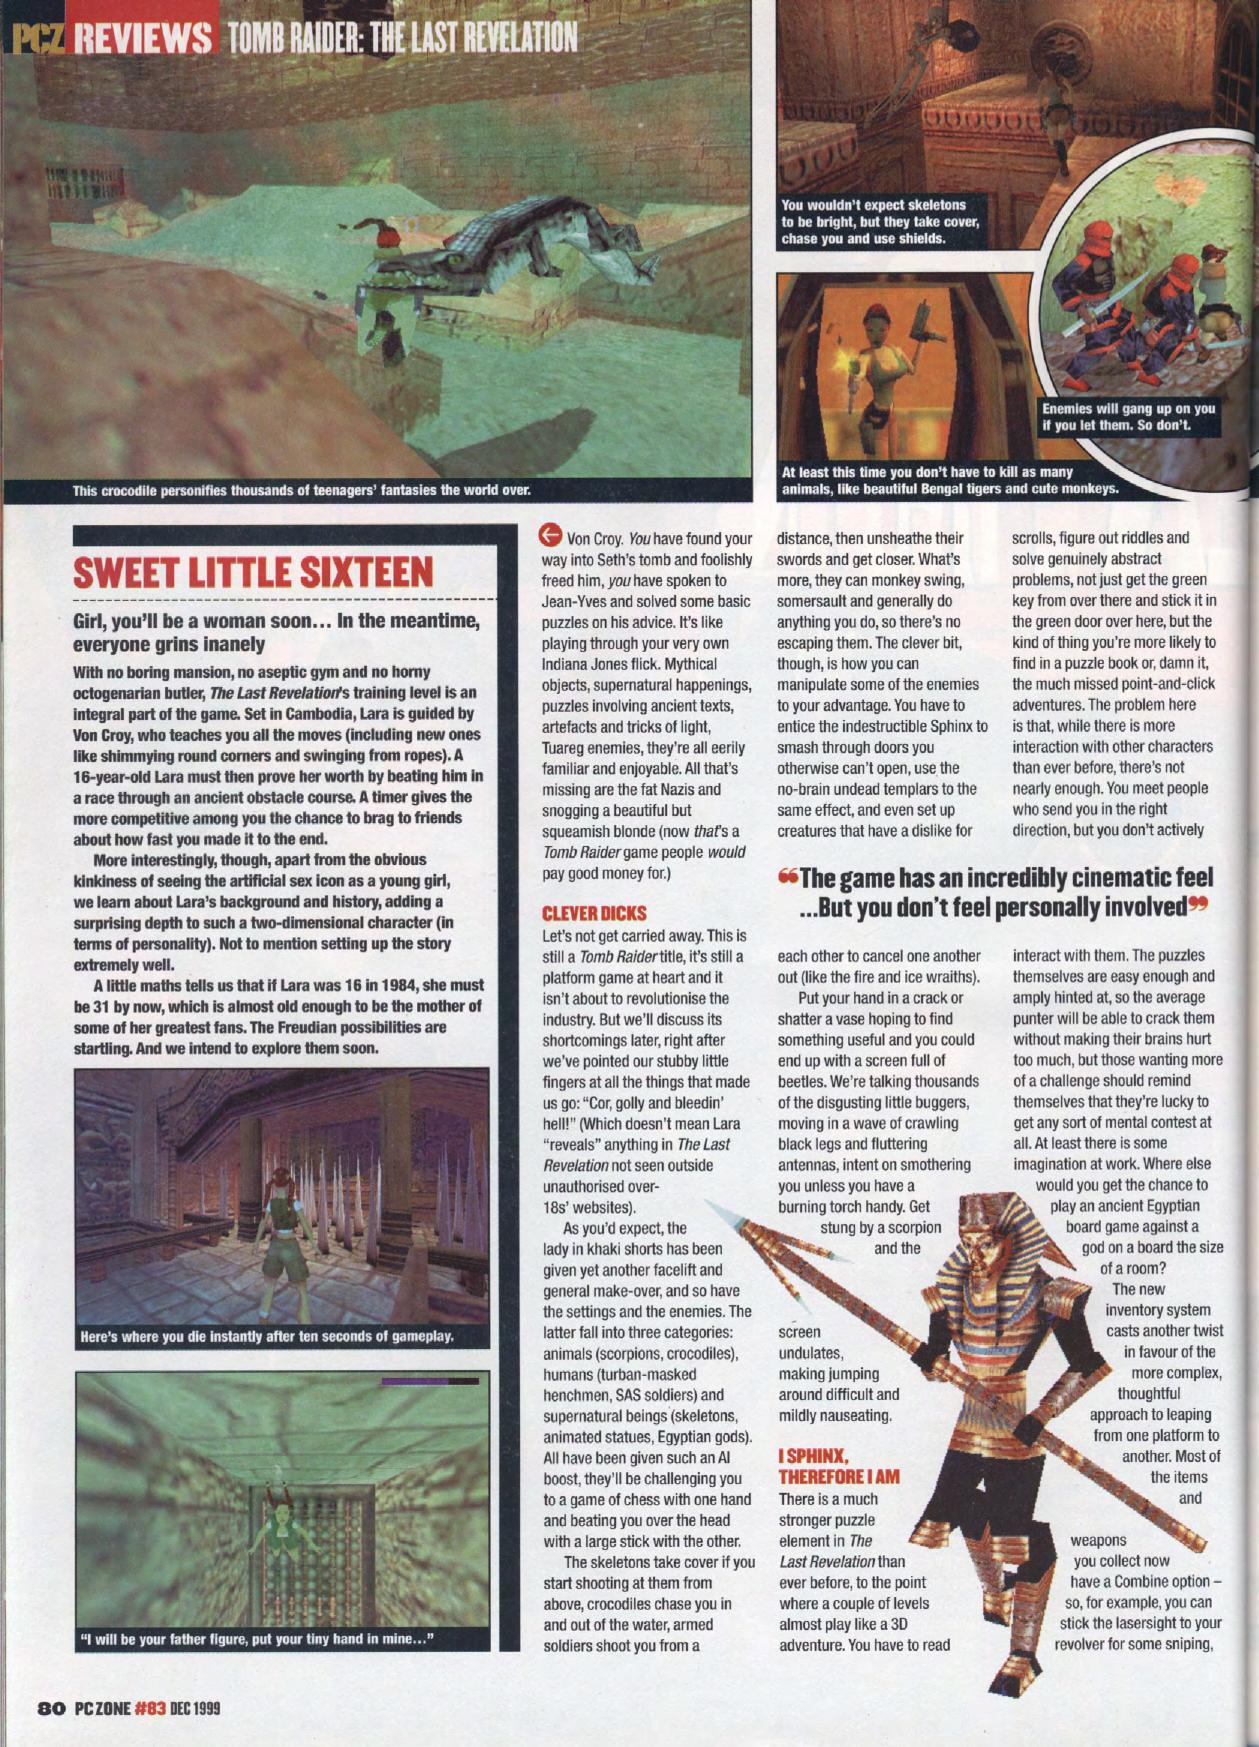 PCZ REVIEWS TOMB RAIDER: THE LAST REVELATION
This crocodile personifies thousands of teenagers' fantasies the world over.
You wouldn't expect skeletons
to be bright, but they take cover,
chase you and use shields.
Enemies will gang up on you
if you let them. So don't.
At least this time you don't have to kill as many
animals, like beautiful Bengal tigers and cute monkeys.
SWEET LITTLE SIXTEEN
Girl, you'll be a woman soon... In the meantime,
everyone grins inanely
With no boring mansion, no aseptic gym and no horny
octogenarian butler, The Last Revelation's training level is an
integral part of the game. Set in Cambodia, Lara is guided by
Von Croy, who teaches you all the moves (including new ones
like shimmying round corners and swinging from ropes). A
16-year-old Lara must then prove her worth by beating him in
a race through an ancient obstacle course. A timer gives the
more competitive among you the chance to brag to friends
about how fast you made it to the end.
More interestingly, though, apart from the obvious
kinkiness of seeing the artificial sex icon as a young girl,
we learn about Lara's background and history, adding a
surprising depth to such a two-dimensional character (in
terms of personality). Not to mention setting up the story
extremely well.
A little maths tells us that if Lara was 16 in 1984, she must
be 31 by now, which is almost old enough to be the mother of
some of her greatest fans. The Freudian possibilities are
startling. And we intend to explore them soon.
Here's where you die instantly after ten seconds of gameplay.
"I will be your father figure, put your tiny hand in mine..."
Von Croy. You have found your
way into Seth's tomb and foolishly
freed him, you have spoken to
Jean-Yves and solved some basic
puzzles on his advice. It's like
playing through your very own
Indiana Jones flick. Mythical
objects, supernatural happenings,
puzzles involving ancient texts,
artefacts and tricks of light,
Tuareg enemies, they're all eerily
familiar and enjoyable. All that's
missing are the fat Nazis and
snogging a beautiful but
squeamish blonde (now that's a
Tomb Raider game people would
pay good money for.)
CLEVER DICKS
Let's not get carried away. This is
still a Tomb Raider title, it's still a
platform game at heart and it
isn't about to revolutionise the
industry. But we'll discuss its
shortcomings later, right after
we've pointed our stubby little
fingers at all the things that made
us go: "Cor, golly and bleedin'
hell!" (Which doesn't mean Lara
"reveals" anything in The Last
Revelation not seen outside
unauthorised over-
18s' websites).
As you'd expect, the
lady in khaki shorts has been
given yet another facelift and
general make-over, and so have
the settings and the enemies. The
latter fall into three categories:
animals (scorpions, crocodiles),
humans (turban-masked
henchmen, SAS soldiers) and
supernatural beings (skeletons,
animated statues, Egyptian gods).
All have been given such an AI
boost, they'll be challenging you
to a game of chess with one hand
and beating you over the head
with a large stick with the other.
The skeletons take cover if you
start shooting at them from
above, crocodiles chase you in
and out of the water, armed
soldiers shoot you from a
distance, then unsheathe their
swords and get closer. What's
more, they can monkey swing,
somersault and generally do
anything you do, so there's no
escaping them. The clever bit,
though, is how you can
manipulate some of the enemies
to your advantage. You have to
entice the indestructible Sphinx to
smash through doors you
otherwise can't open, use the
no-brain undead templars to the
same effect, and even set up
creatures that have a dislike for
each other to cancel one another
out (like the fire and ice wraiths).
Put your hand in a crack or
shatter a vase hoping to find
something useful and you could
end up with a screen full of
beetles. We're talking thousands
of the disgusting little buggers,
moving in a wave of crawling
black legs and fluttering
antennas, intent on smothering
you unless you have a
burning torch handy. Get
stung by a scorpion
and the
screen
undulates,
making jumping
around difficult and
mildly nauseating.
I SPHINX,
THEREFORE I AM
There is a much
stronger puzzle
element in The
Last Revelation than
ever before, to the point
where a couple of levels
almost play like a 3D
adventure. You have to read
scrolls, figure out riddles and
solve genuinely abstract
problems, not just get the green
key from over there and stick it in
the green door over here, but the
kind of thing you're more likely to
find in a puzzle book or, damn it,
the much missed point-and-click
adventures. The problem here
is that, while there is more
interaction with other characters
than ever before, there's not
nearly enough. You meet people
who send you in the right
direction, but you don't actively
"The game has an incredibly cinematic feel
...But you don't feel personally involved"
interact with them. The puzzles
themselves are easy enough and
amply hinted at, so the average
punter will be able to crack them
without making their brains hurt
too much, but those wanting more
of a challenge should remind
themselves that they're lucky to
get any sort of mental contest at
all. At least there is some
imagination at work. Where else
would you get the chance to
play an ancient Egyptian
board game against a
god on a board the size
of a room?
The new
inventory system
casts another twist
in favour of the
more complex,
thoughtful
approach to leaping
from one platform to
another. Most of
the items
and
weapons
you collect now
have a Combine option –
so, for example, you can
stick the lasersight to your
revolver for some sniping,
80 PC ZONE #83 DEC 1999